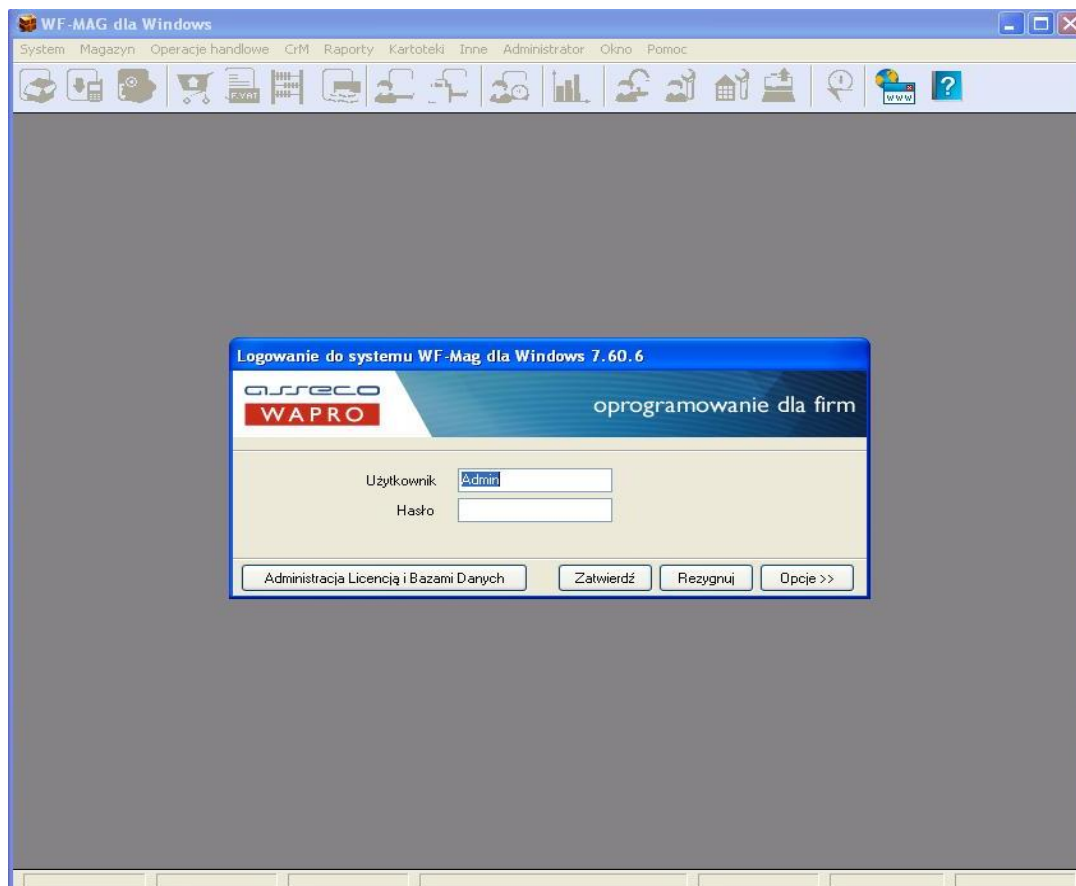 WF-MAG dla Windows
System Magazyn Operacje handlowe CrM Raporty Kartoteki Inne Administrator Okno Pomoc
F.VAT
WWW
?
Logowanie do systemu WF-Mag dla Windows 7.60.6
asseco
WAPRO
oprogramowanie dla firm
Użytkownik Admin
Hasło
Administracja Licencją i Bazami Danych Zatwierdź Rezygnuj Opcje >>